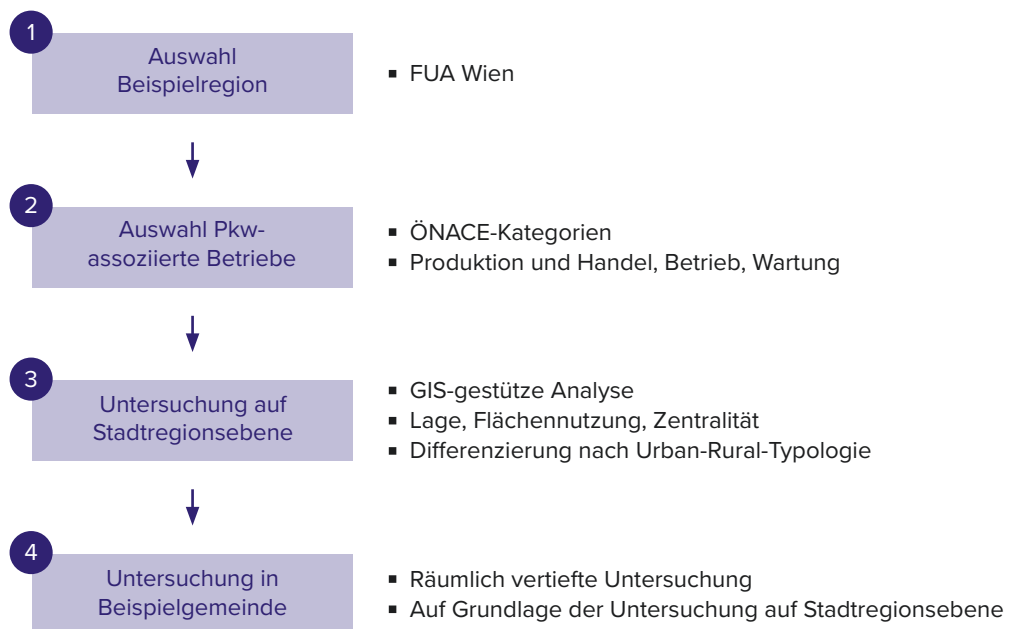 1
Auswahl
Beispielregion
▪ FUA Wien
2
Auswahl Pkw-
assoziierte Betriebe
▪ ÖNACE-Kategorien
▪ Produktion und Handel, Betrieb, Wartung
3
Untersuchung auf
Stadtregionsebene
▪ GIS-gestütze Analyse
▪ Lage, Flächennutzung, Zentralität
▪ Differenzierung nach Urban-Rural-Typologie
4
Untersuchung in
Beispielgemeinde
▪ Räumlich vertiefte Untersuchung
▪ Auf Grundlage der Untersuchung auf Stadtregionsebene